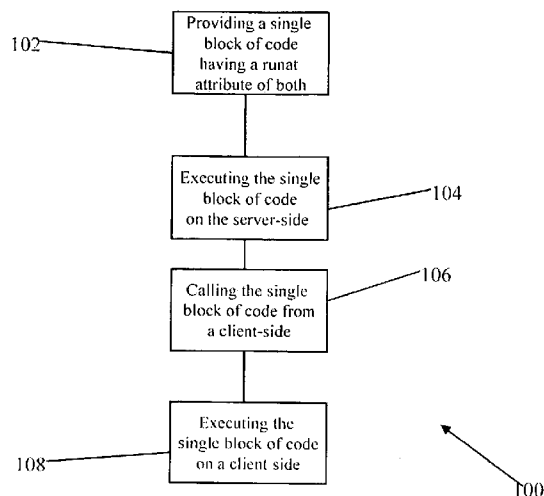 Providing a single
block of code
having a runat
attribute of both
102
Executing the single
block of code
on the server-side
104
Calling the single
block of code from
a client-side
106
Executing the
single block of code
on a client side
108
100